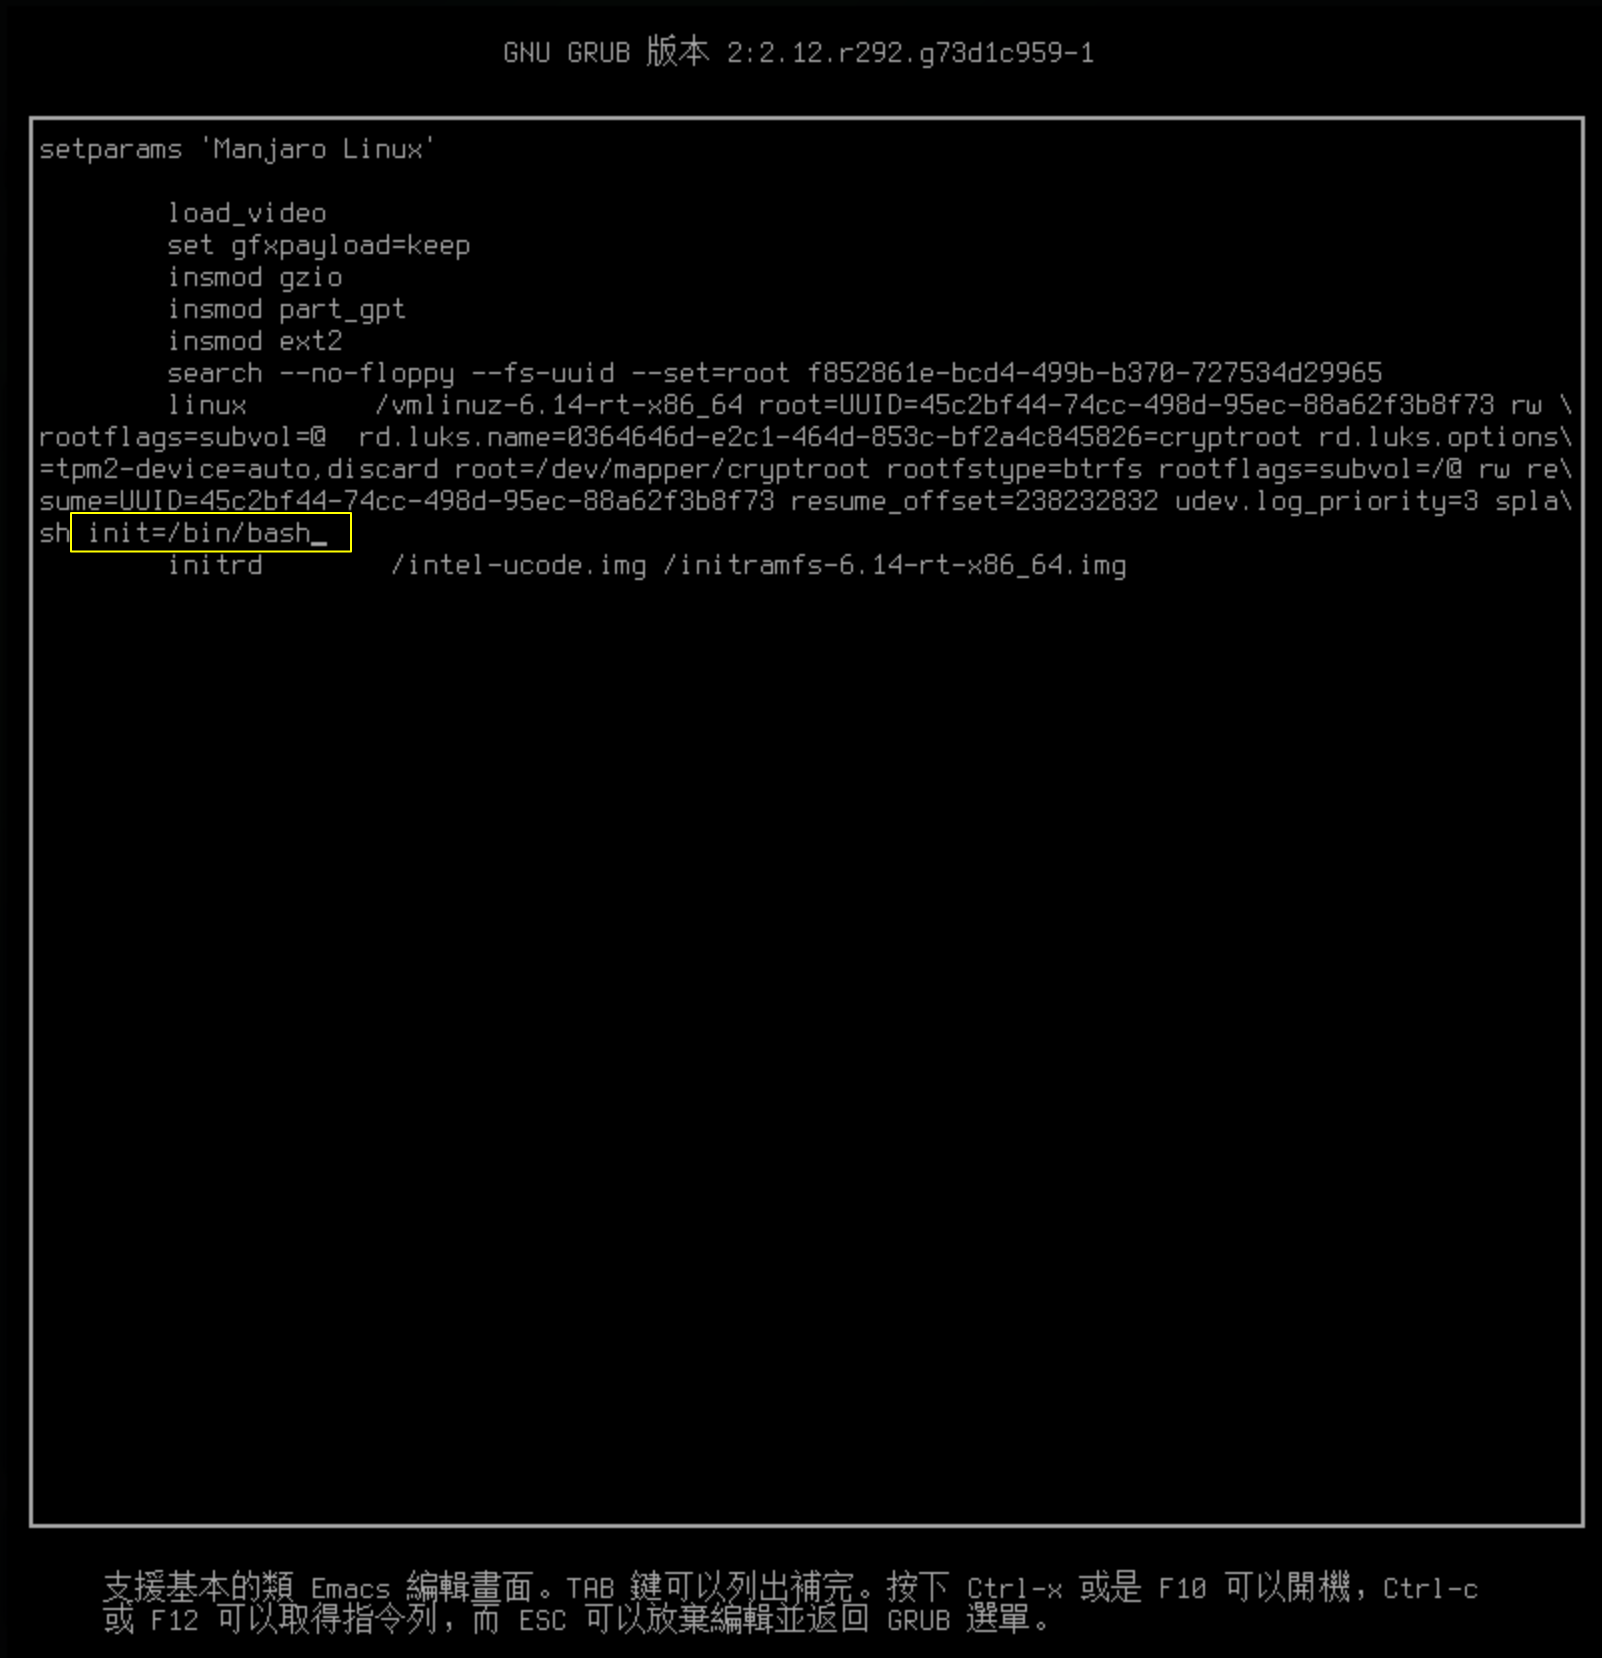 GNU GRUB 版本 2:2.12.r292.g73d1c959-1
setparams 'Manjaro Linux'
load_video
set gfxpayload=keep
insmod gzio
insmod part_gpt
insmod ext2
search --no-floppy --fs-uuid --set=root f852861e-bcd4-499b-b370-727534d29965
linux /vmlinuz-6.14-rt-x86_64 root=UUID=45c2bf44-74cc-498d-95ec-88a62f3b8f73 rw \
rootflags=subvol=@ rd.luks.name=0364646d-e2c1-464d-853c-bf2a4c845826=cryptroot rd.luks.options\
=tpm2-device=auto,discard root=/dev/mapper/cryptroot rootfstype=btrfs rootflags=subvol=/@ rw re\
sume=UUID=45c2bf44-74cc-498d-95ec-88a62f3b8f73 resume_offset=238232832 udev.log_priority=3 spla\
sh init=/bin/bash_
initrd /intel-ucode.img /initramfs-6.14-rt-x86_64.img
支援基本的類 Emacs 編輯畫面。TAB 鍵可以列出補完。按下 Ctrl-x 或是 F10 可以開機，Ctrl-c
或 F12 可以取得指令列，而 ESC 可以放棄編輯並返回 GRUB 選單。